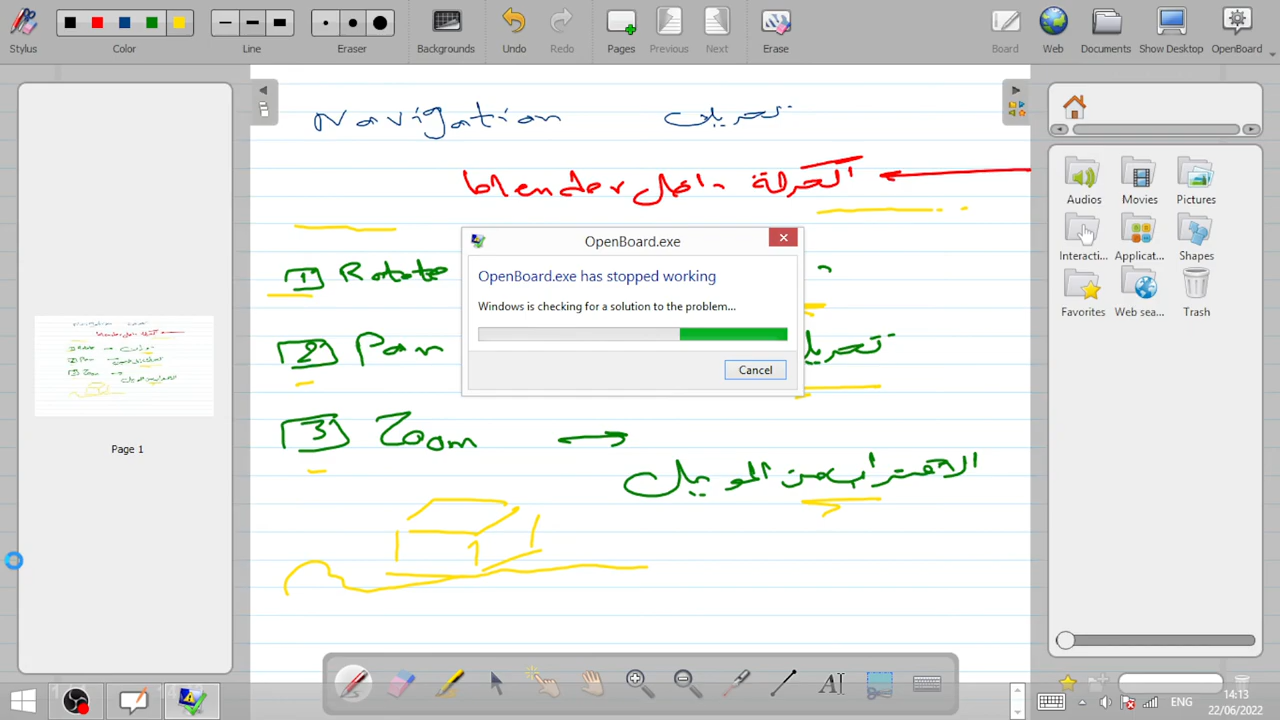 Stylus
Color
Line
Eraser
Backgrounds
Undo
Redo
Pages
Previous
Next
Erase
Board
Web
Documents
Show Desktop
OpenBoard
Navigation تحريك
الحركة داخل blender
1 Rotate
2 Pan تحريك
3 Zoom
الاقتراب من الموديل
OpenBoard.exe
OpenBoard.exe has stopped working
Windows is checking for a solution to the problem...
Cancel
Page 1
Audios
Movies
Pictures
Interacti...
Applicat...
Shapes
Favorites
Web sea...
Trash
ENG
14:13
22/06/2022